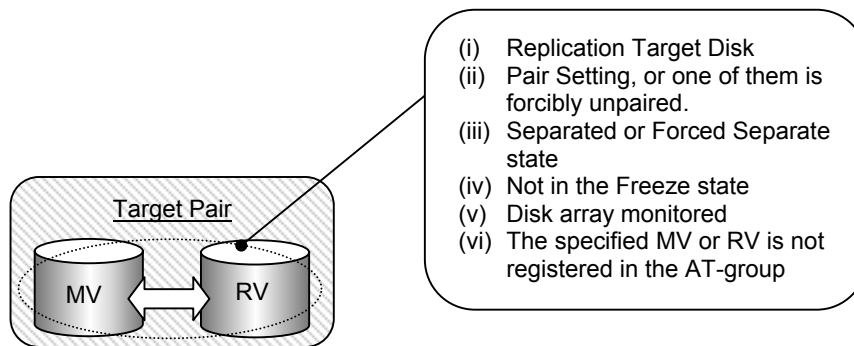 (i) Replication Target Disk
(ii) Pair Setting, or one of them is
forcibly unpaired.
(iii) Separated or Forced Separate
state
(iv) Not in the Freeze state
(v) Disk array monitored
(vi) The specified MV or RV is not
registered in the AT-group
Target Pair
MV
RV